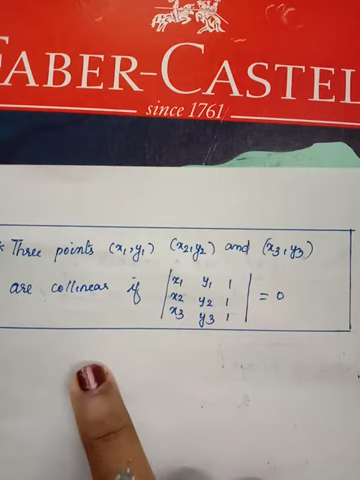 FABER-CASTEL
since 1761
* Three points (x₁,y₁) (x₂,y₂) and (x₃,y₃)
are collinear if | x₁ y₁ 1 | = 0
x₂ y₂ 1
x₃ y₃ 1